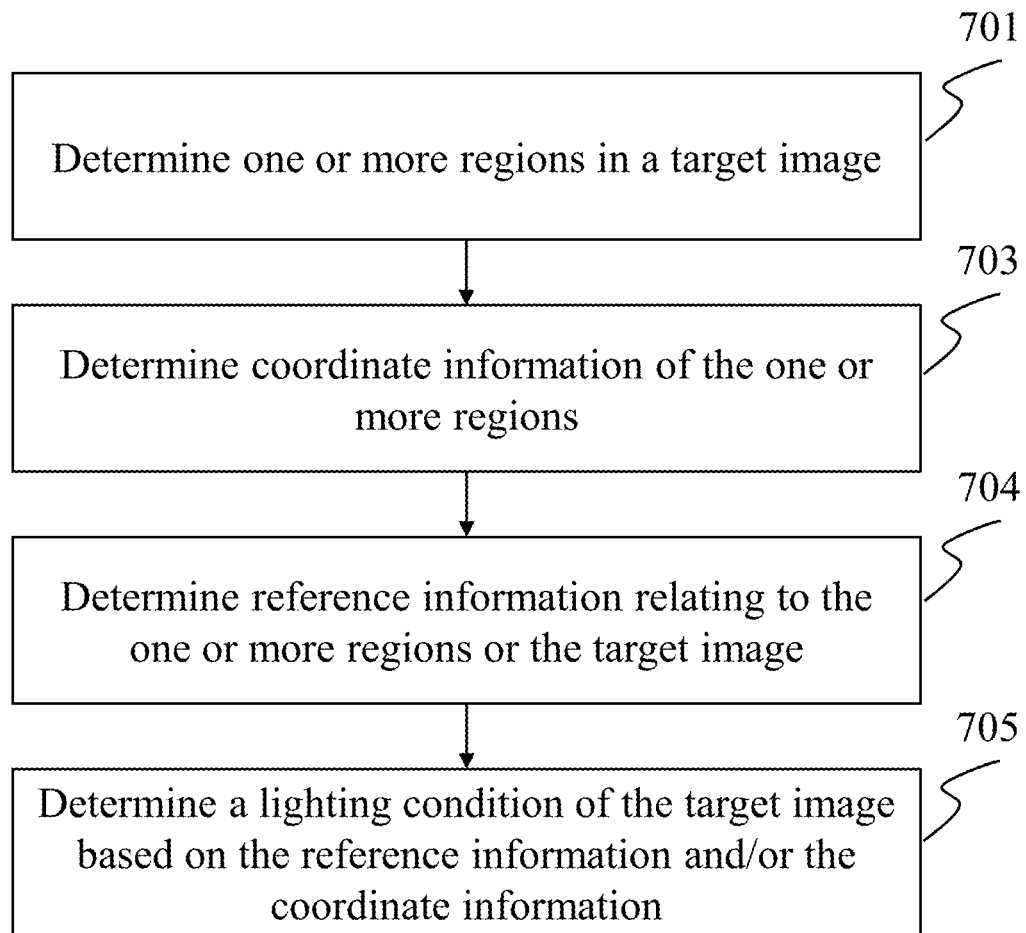 701
Determine one or more regions in a target image
703
Determine coordinate information of the one or
more regions
704
Determine reference information relating to the
one or more regions or the target image
705
Determine a lighting condition of the target image
based on the reference information and/or the
coordinate information